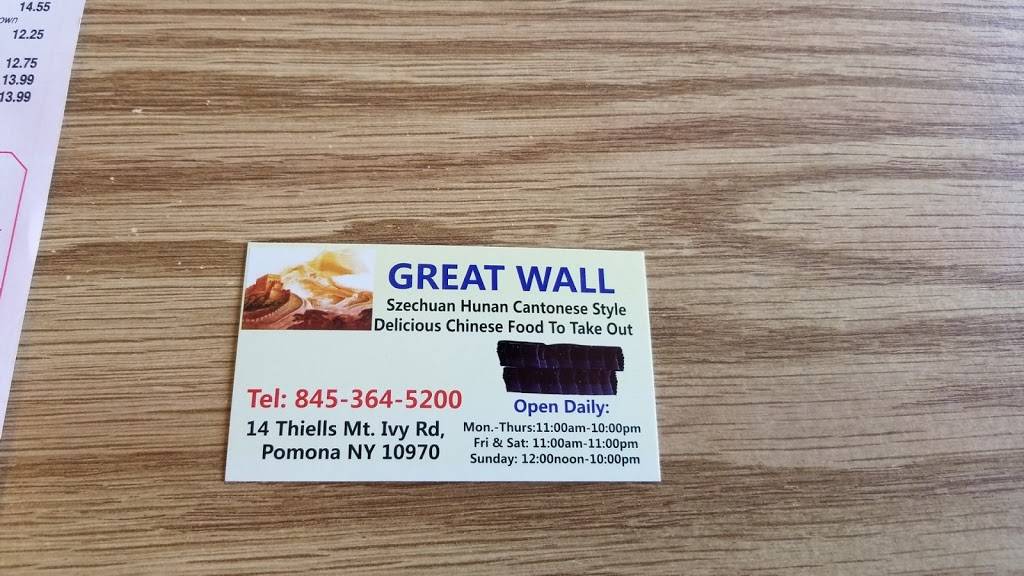 14.55
own
12.25
12.75
13.99
13.99
GREAT WALL
Szechuan Hunan Cantonese Style
Delicious Chinese Food To Take Out
Tel: 845-364-5200
14 Thiells Mt. Ivy Rd,
Pomona NY 10970
Open Daily:
Mon.-Thurs:11:00am-10:00pm
Fri & Sat: 11:00am-11:00pm
Sunday: 12:00noon-10:00pm